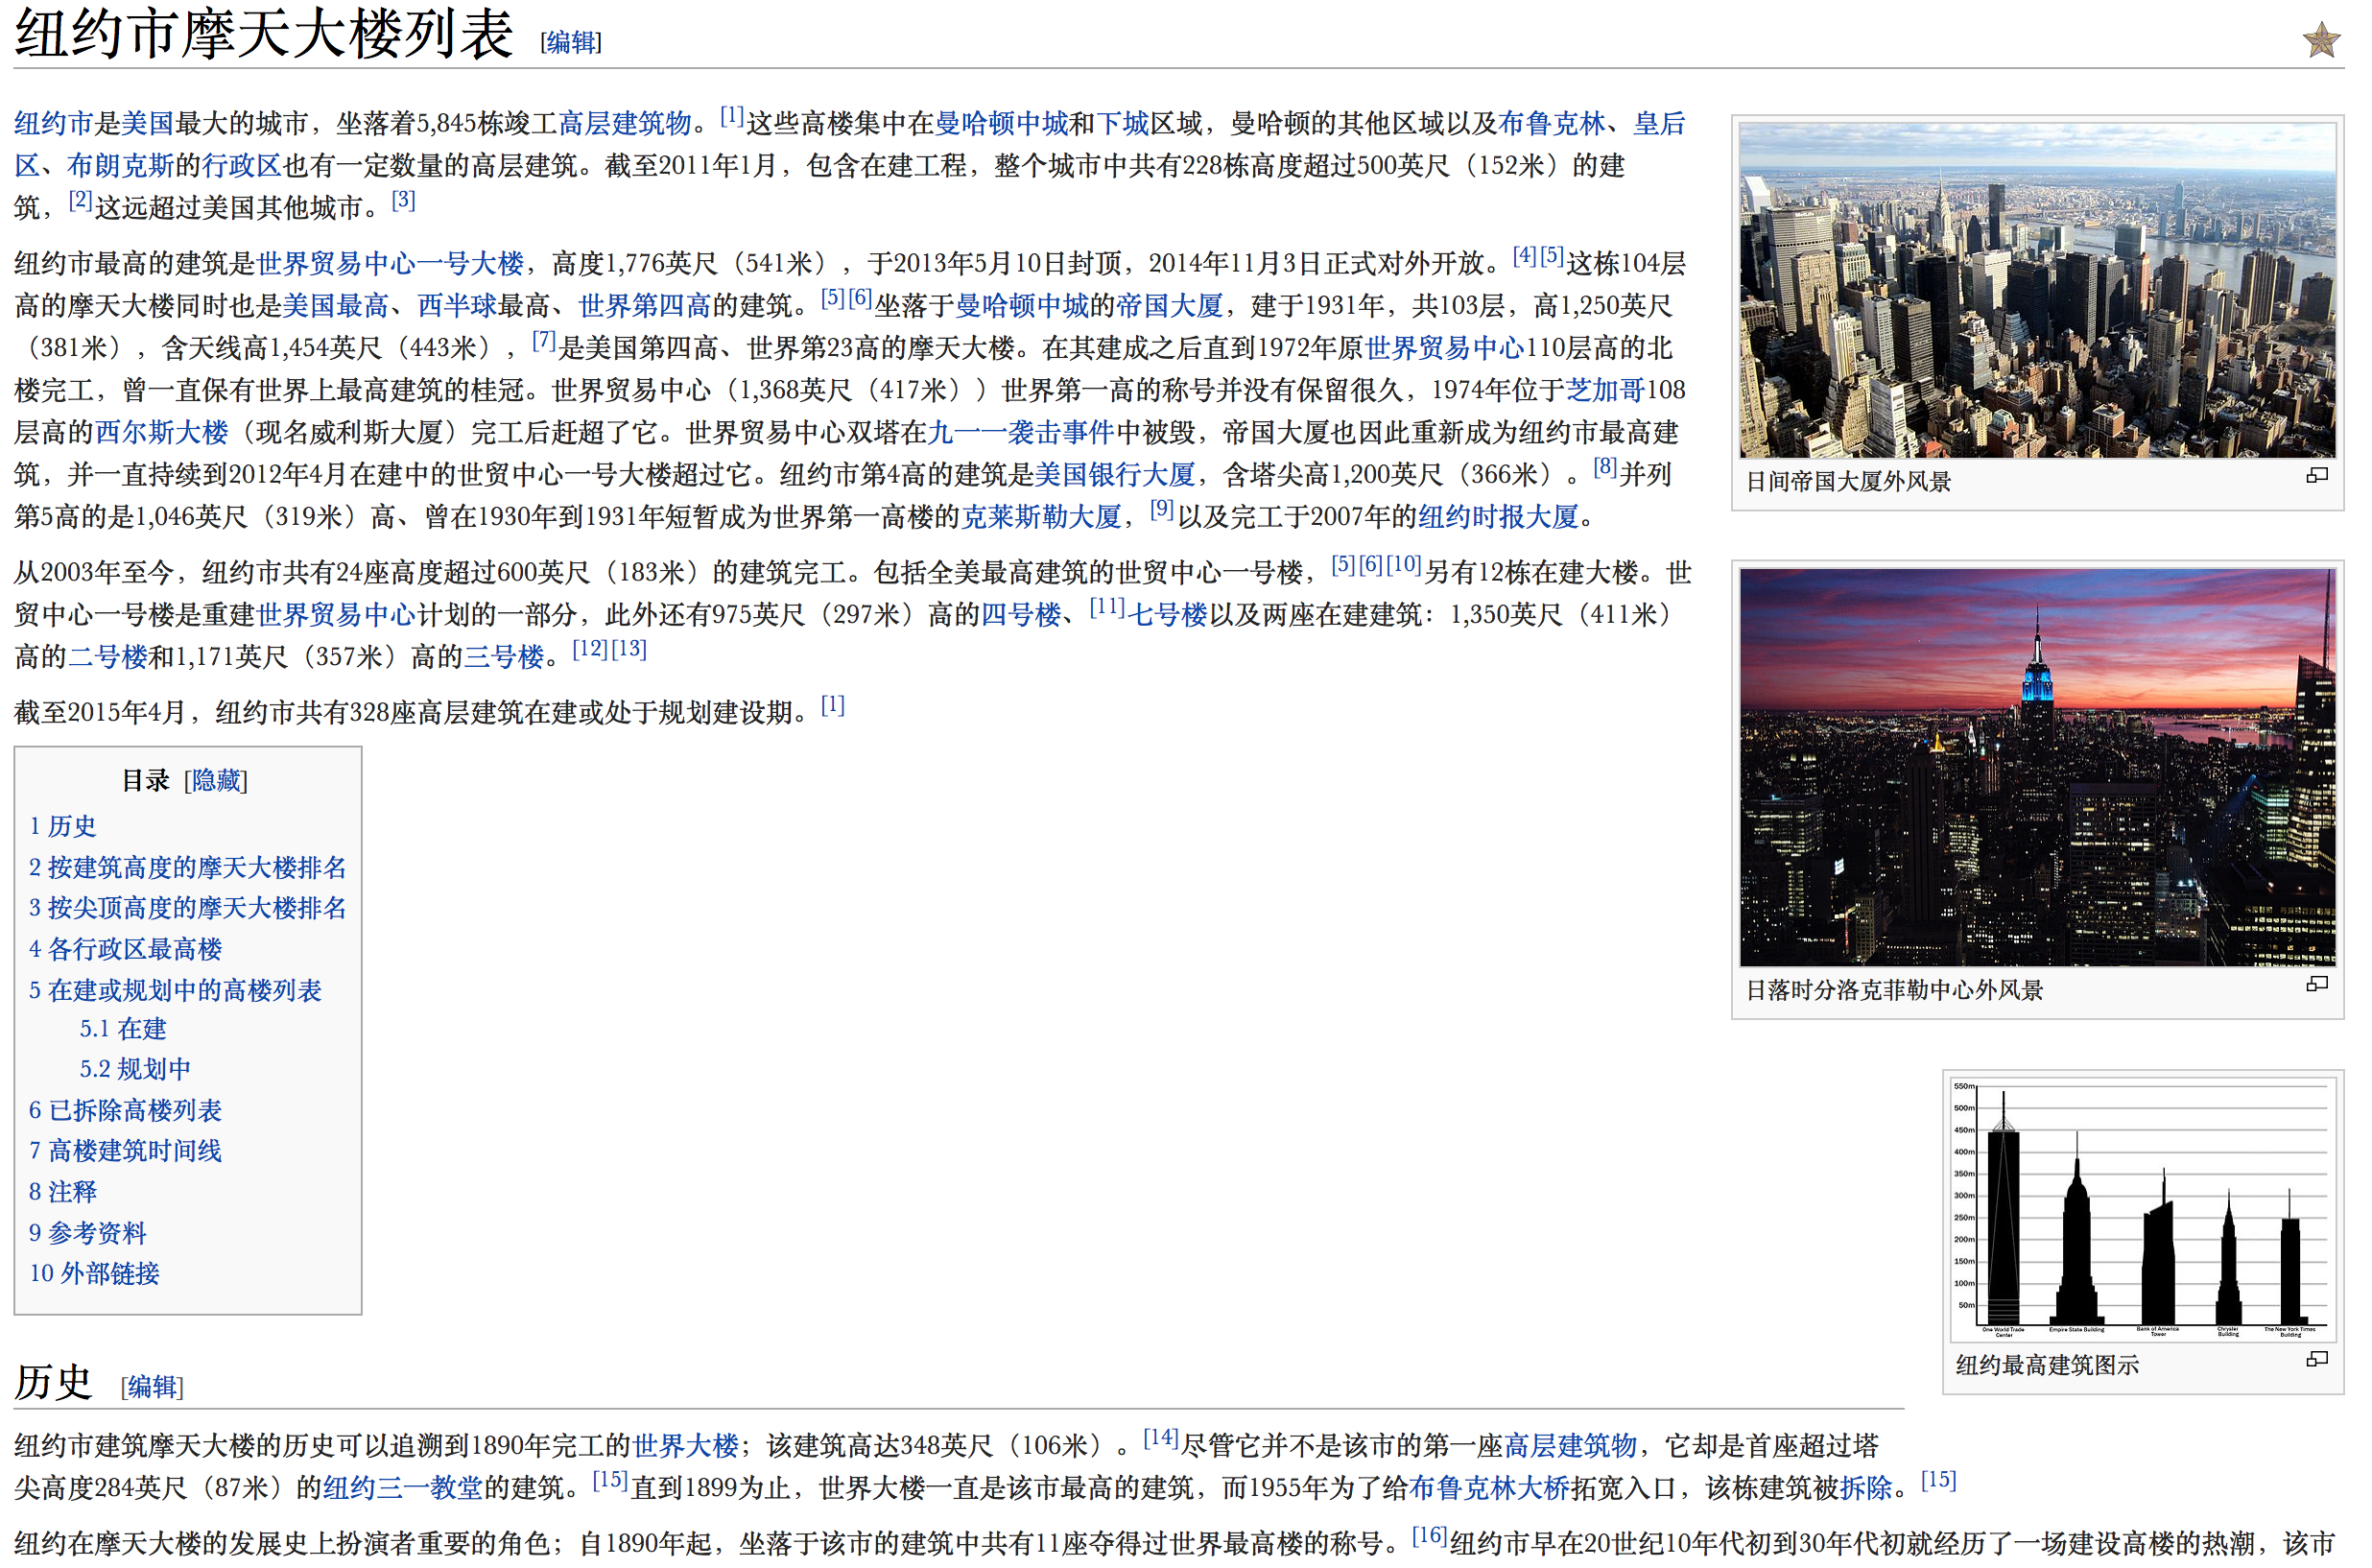 纽约市摩天大楼列表 [编辑]
纽约市是美国最大的城市，坐落着5,845栋竣工高层建筑物。[1]这些高楼集中在曼哈顿中城和下城区域，曼哈顿的其他区域以及布鲁克林、皇后
区、布朗克斯的行政区也有一定数量的高层建筑。截至2011年1月，包含在建工程，整个城市中共有228栋高度超过500英尺（152米）的建
筑，[2]这远超过美国其他城市。[3]
纽约市最高的建筑是世界贸易中心一号大楼，高度1,776英尺（541米），于2013年5月10日封顶，2014年11月3日正式对外开放。[4][5]这栋104层
高的摩天大楼同时也是美国最高、西半球最高、世界第四高的建筑。[5][6]坐落于曼哈顿中城的帝国大厦，建于1931年，共103层，高1,250英尺
（381米），含天线高1,454英尺（443米），[7]是美国第四高、世界第23高的摩天大楼。在其建成之后直到1972年原世界贸易中心110层高的北
楼完工，曾一直保有世界上最高建筑的桂冠。世界贸易中心（1,368英尺（417米））世界第一高的称号并没有保留很久，1974年位于芝加哥108
层高的西尔斯大楼（现名威利斯大厦）完工后赶超了它。世界贸易中心双塔在九一一袭击事件中被毁，帝国大厦也因此重新成为纽约市最高建
筑，并一直持续到2012年4月在建中的世贸中心一号大楼超过它。纽约市第4高的建筑是美国银行大厦，含塔尖高1,200英尺（366米）。[8]并列
第5高的是1,046英尺（319米）高、曾在1930年到1931年短暂成为世界第一高楼的克莱斯勒大厦，[9]以及完工于2007年的纽约时报大厦。
从2003年至今，纽约市共有24座高度超过600英尺（183米）的建筑完工。包括全美最高建筑的世贸中心一号楼，[5][6][10]另有12栋在建大楼。世
贸中心一号楼是重建世界贸易中心计划的一部分，此外还有975英尺（297米）高的四号楼、[11]七号楼以及两座在建建筑：1,350英尺（411米）
高的二号楼和1,171英尺（357米）高的三号楼。[12][13]
截至2015年4月，纽约市共有328座高层建筑在建或处于规划建设期。[1]
目录 [隐藏]
1 历史
2 按建筑高度的摩天大楼排名
3 按尖顶高度的摩天大楼排名
4 各行政区最高楼
5 在建或规划中的高楼列表
5.1 在建
5.2 规划中
6 已拆除高楼列表
7 高楼建筑时间线
8 注释
9 参考资料
10 外部链接
MetLife
日间帝国大厦外风景
日落时分洛克菲勒中心外风景
550m
500m
450m
400m
350m
300m
250m
200m
150m
100m
50m
One World Trade
Center
Empire State Building
Bank of America
Tower
Chrysler
Building
The New York Times
Building
纽约最高建筑图示
历史 [编辑]
纽约市建筑摩天大楼的历史可以追溯到1890年完工的世界大楼；该建筑高达348英尺（106米）。[14]尽管它并不是该市的第一座高层建筑物，它却是首座超过塔
尖高度284英尺（87米）的纽约三一教堂的建筑。[15]直到1899为止，世界大楼一直是该市最高的建筑，而1955年为了给布鲁克林大桥拓宽入口，该栋建筑被拆除。[15]
纽约在摩天大楼的发展史上扮演者重要的角色；自1890年起，坐落于该市的建筑中共有11座夺得过世界最高楼的称号。[16]纽约市早在20世纪10年代初到30年代初就经历了一场建设高楼的热潮，该市